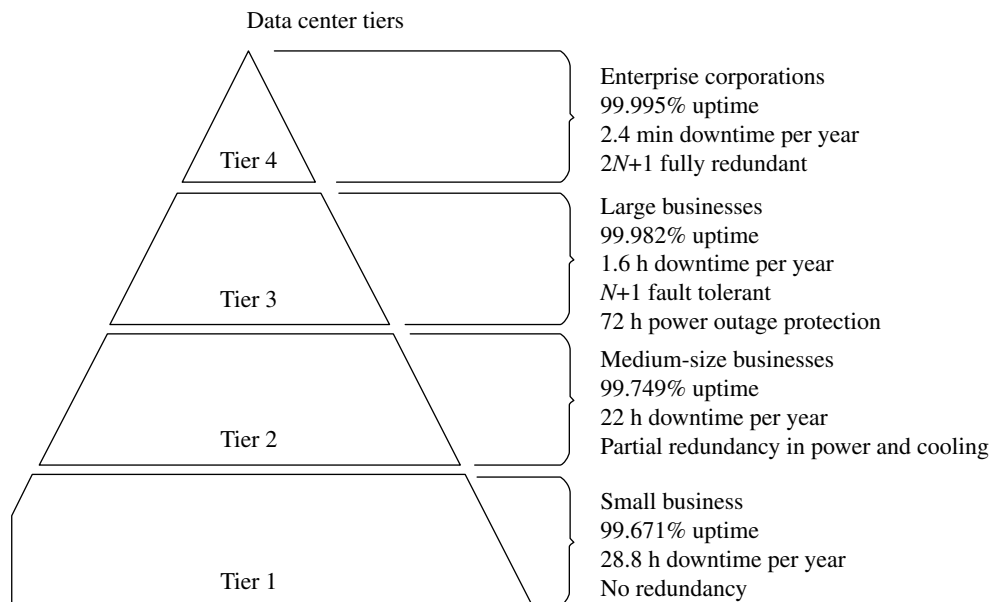 Data center tiers
Tier 4
Enterprise corporations
99.995% uptime
2.4 min downtime per year
2N+1 fully redundant
Tier 3
Large businesses
99.982% uptime
1.6 h downtime per year
N+1 fault tolerant
72 h power outage protection
Tier 2
Medium-size businesses
99.749% uptime
22 h downtime per year
Partial redundancy in power and cooling
Tier 1
Small business
99.671% uptime
28.8 h downtime per year
No redundancy